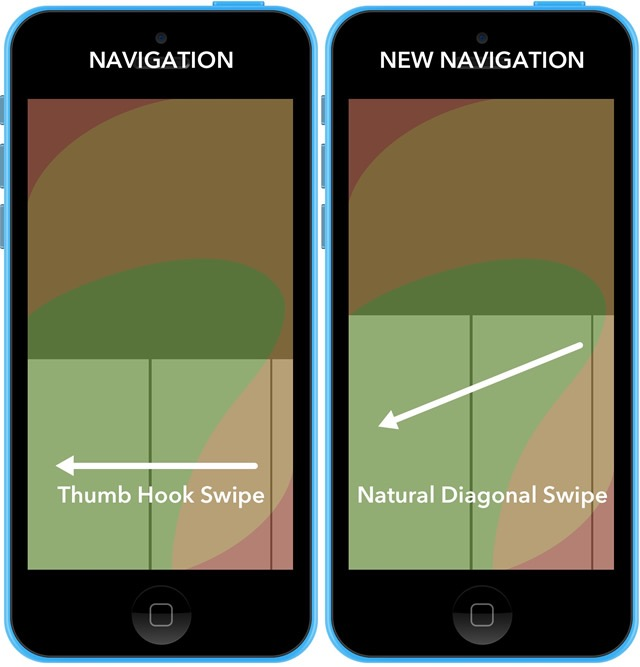 NAVIGATION
NEW NAVIGATION
Thumb Hook Swipe
Natural Diagonal Swipe